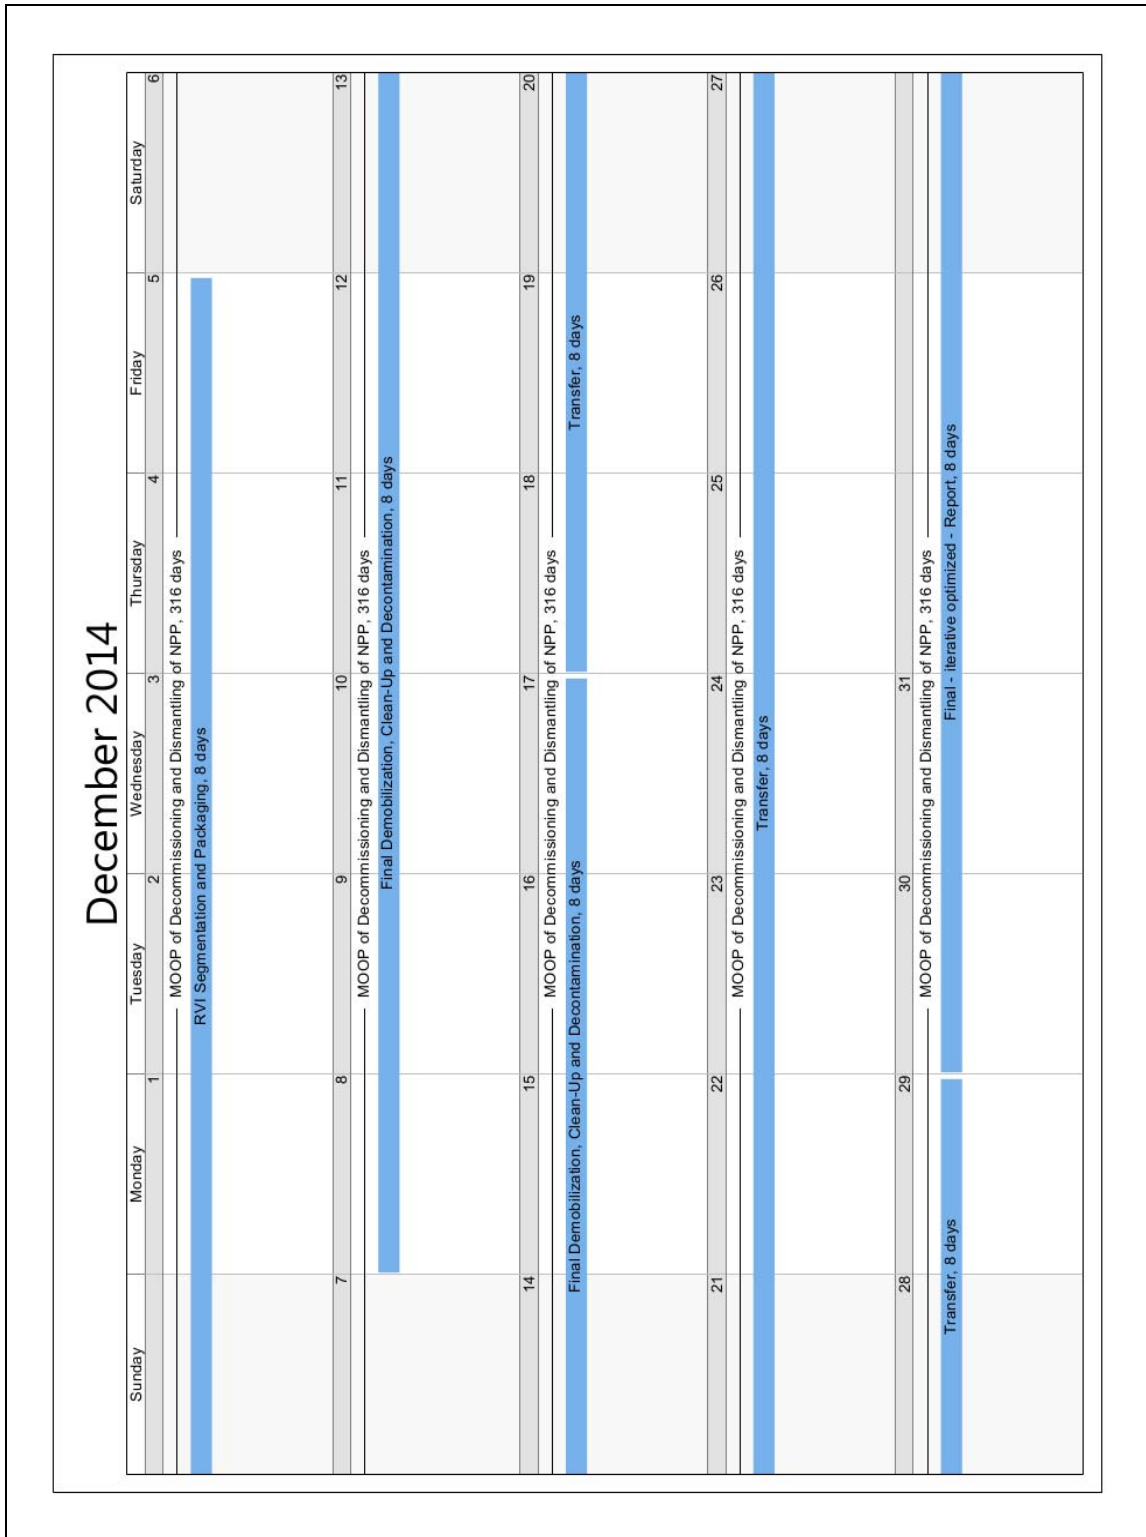 December 2014
Sunday Monday Tuesday Wednesday Thursday Friday Saturday
1 2 3 4 5 6
MOOP of Decommissioning and Dismantling of NPP, 316 days
RVI Segmentation and Packaging, 8 days
7 8 9 10 11 12 13
MOOP of Decommissioning and Dismantling of NPP, 316 days
Final Demobilization, Clean-Up and Decontamination, 8 days
14 15 16 17 18 19 20
MOOP of Decommissioning and Dismantling of NPP, 316 days
Final Demobilization, Clean-Up and Decontamination, 8 days Transfer, 8 days
21 22 23 24 25 26 27
MOOP of Decommissioning and Dismantling of NPP, 316 days
Transfer, 8 days
28 29 30 31
MOOP of Decommissioning and Dismantling of NPP, 316 days
Transfer, 8 days Final - iterative optimized - Report, 8 days